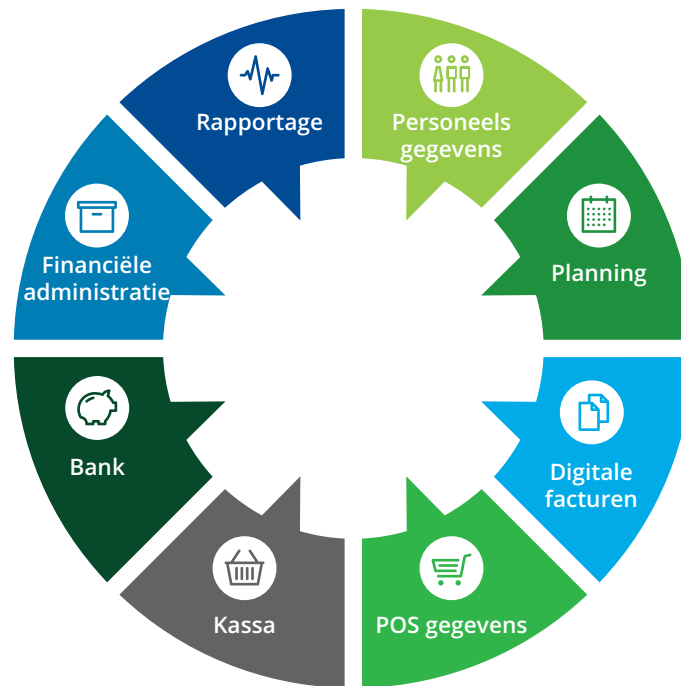 Rapportage
Personeels
gegevens
Planning
Digitale
facturen
POS gegevens
Kassa
Bank
Financiële
administratie